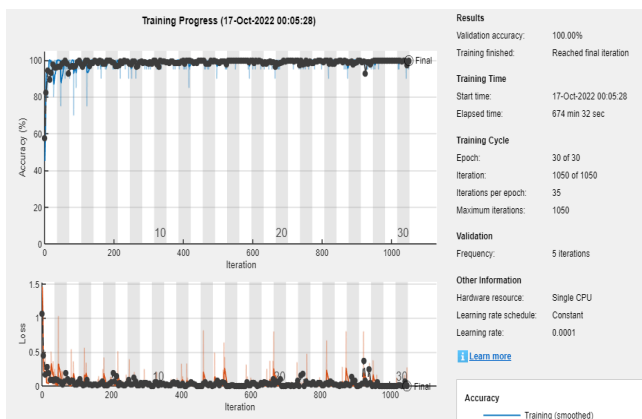 Training Progress (17-Oct-2022 00:05:28)
100
80
60
40
20
0
Accuracy (%)
Final
10
20
30
0
200
400
600
800
1000
Iteration
1.5
1
0.5
0
Loss
Final
10
20
30
0
200
400
600
800
1000
Iteration
Results
Validation accuracy: 100.00%
Training finished: Reached final iteration
Training Time
Start time: 17-Oct-2022 00:05:28
Elapsed time: 674 min 32 sec
Training Cycle
Epoch: 30 of 30
Iteration: 1050 of 1050
Iterations per epoch: 35
Maximum iterations: 1050
Validation
Frequency: 5 iterations
Other Information
Hardware resource: Single CPU
Learning rate schedule: Constant
Learning rate: 0.0001
i Learn more
Accuracy
Training (smoothed)